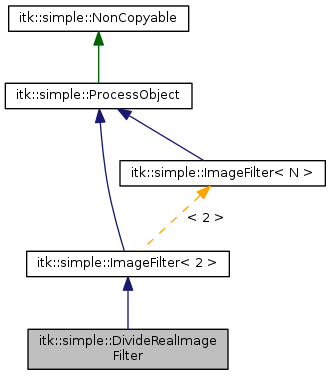 itk::simple::NonCopyable
itk::simple::ProcessObject
itk::simple::ImageFilter< N >
< 2 >
itk::simple::ImageFilter< 2 >
itk::simple::DivideRealImage
Filter